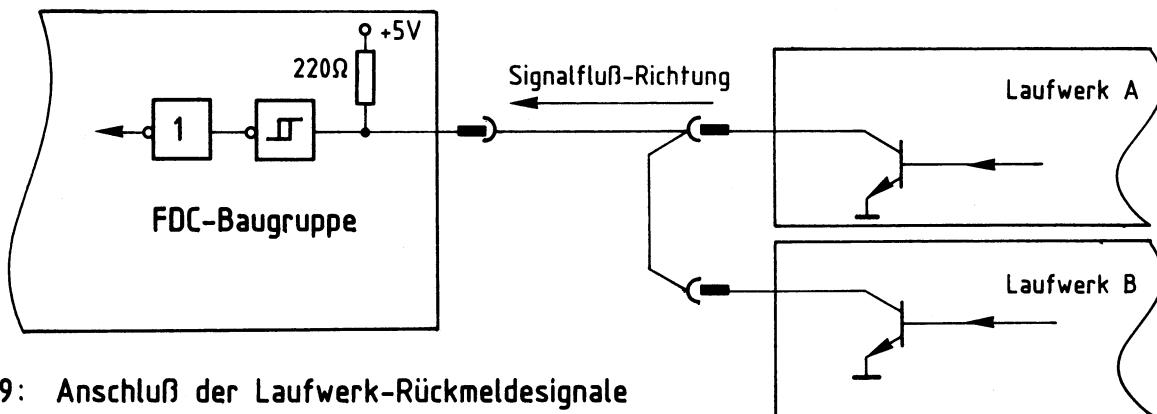 +5V
220Ω
Signalfluß-Richtung
Laufwerk A
1
FDC-Baugruppe
Laufwerk B
9: Anschluß der Laufwerk-Rückmeldesignale